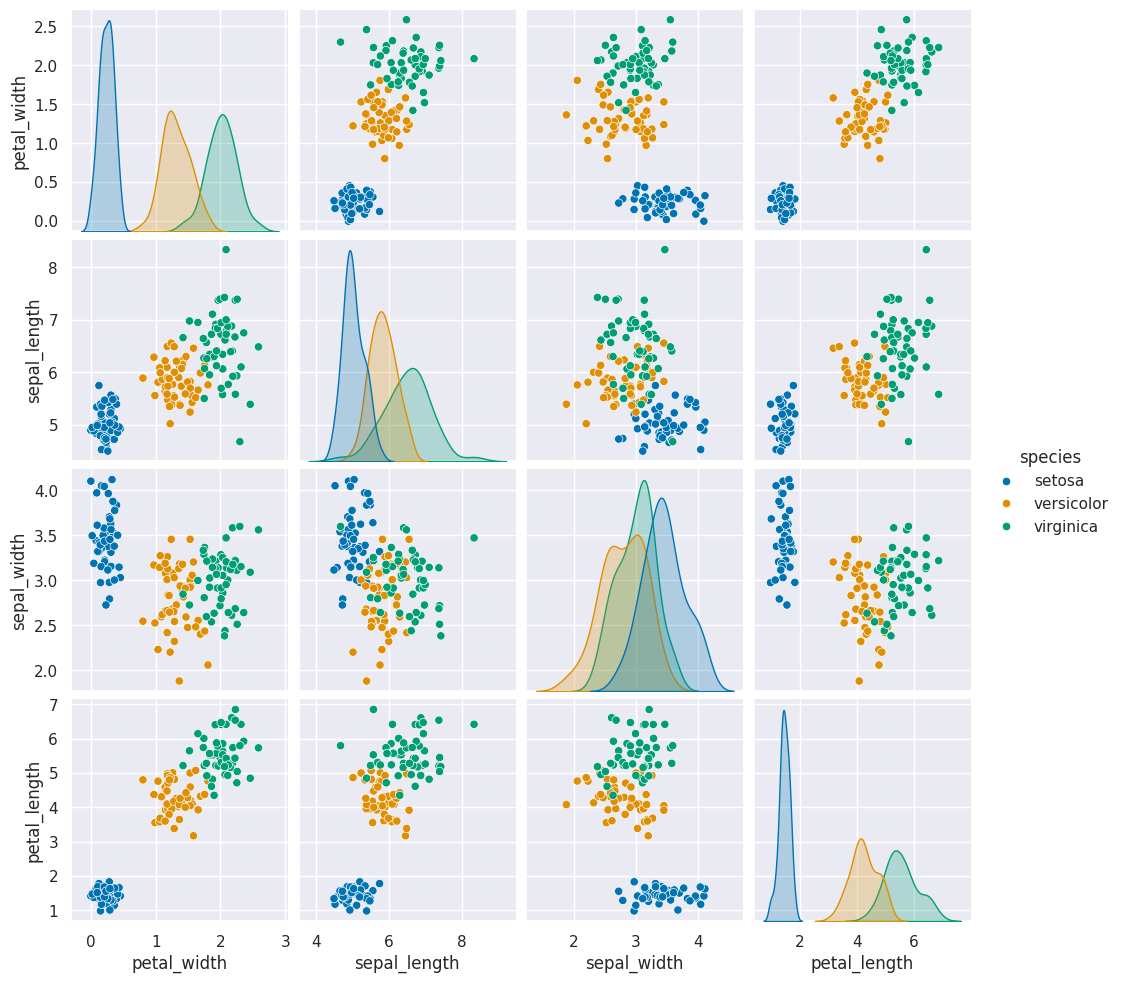 petal_width
2.5
2.0
1.5
1.0
0.5
0.0
sepal_length
8
7
6
5
sepal_width
4.0
3.5
3.0
2.5
2.0
petal_length
7
6
5
4
3
2
1
0 1 2 3
4 6 8
2 3 4
2 4 6
petal_width
sepal_length
sepal_width
petal_length
species
setosa
versicolor
virginica